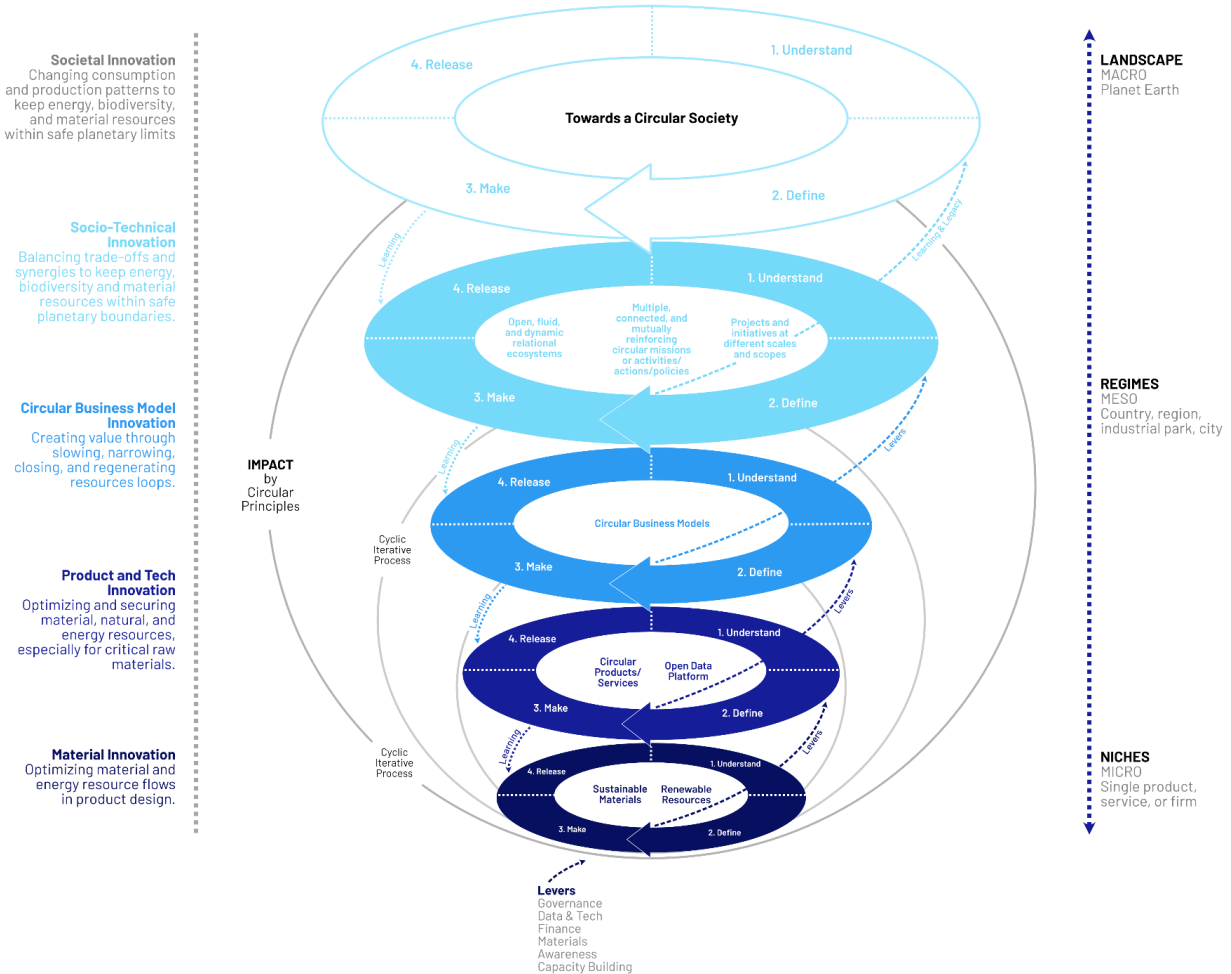 Societal Innovation
Changing consumption
and production patterns to
keep energy, biodiversity,
and material resources
within safe planetary limits
Socio-Technical
Innovation
Balancing trade-offs and
synergies to keep energy,
biodiversity and material
resources within safe
planetary boundaries.
Circular Business Model
Innovation
Creating value through
slowing, narrowing,
closing, and regenerating
resources loops.
Product and Tech
Innovation
Optimizing and securing
material, natural, and
energy resources,
especially for critical raw
materials.
Material Innovation
Optimizing material and
energy resource flows
in product design.
IMPACT
by
Circular
Principles
Cyclic
Iterative
Process
Cyclic
Iterative
Process
4. Release
1. Understand
Towards a Circular Society
3. Make
2. Define
Learning
Learning & Legacy
4. Release
1. Understand
Open, fluid,
and dynamic
relational
ecosystems
Multiple,
connected, and
mutually
reinforcing
circular missions
or activities/
actions/policies
Projects and
initiatives at
different scales
and scopes
3. Make
2. Define
Learning
Levers
4. Release
1. Understand
Circular Business Models
3. Make
2. Define
Learning
Levers
4. Release
1. Understand
Circular
Products/
Services
Open Data
Platform
3. Make
2. Define
Learning
Levers
4. Release
1. Understand
Sustainable
Materials
Renewable
Resources
3. Make
2. Define
Levers
Governance
Data & Tech
Finance
Materials
Awareness
Capacity Building
LANDSCAPE
MACRO
Planet Earth
REGIMES
MESO
Country, region,
industrial park, city
NICHES
MICRO
Single product,
service, or firm